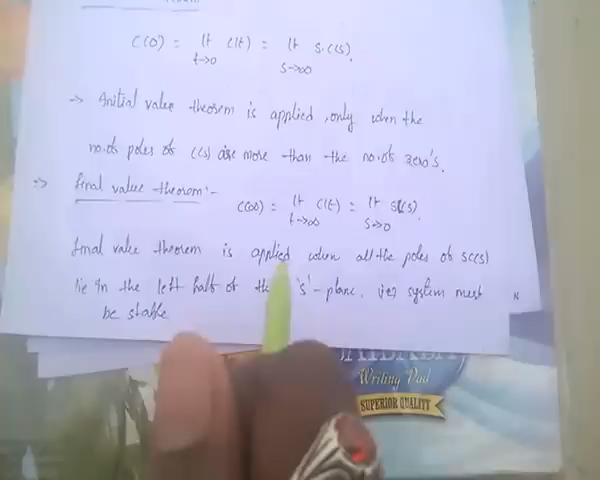 C(0) = lt C(t) = lt S.C(S).
t→0 S→∞
-> Initial value theorem is applied, only when the
no.of poles of C(S) are more than the no.of zero's.
=> final value theorem:-
C(∞) = lt C(t) = lt SC(S).
t→∞ S→0
final value theorem is applied when all the poles of SC(S)
lie in the left half of the 's'-plane. i.e., system must
be stable
Writing Pad
SUPERIOR QUALITY